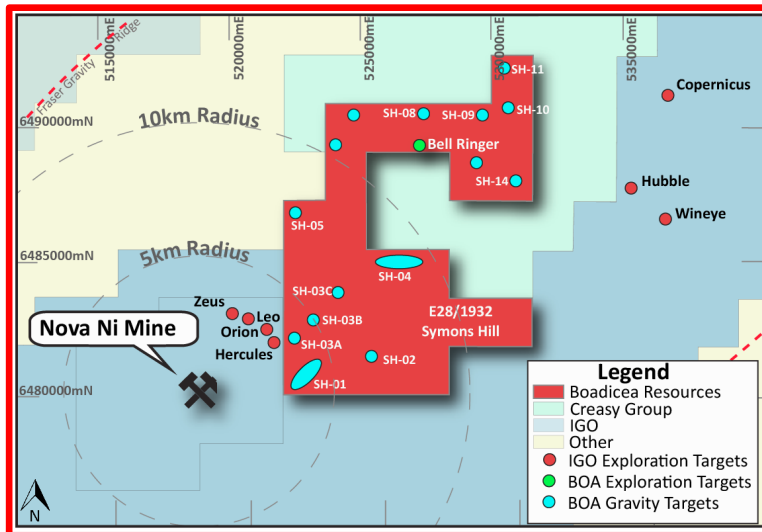 515000mE
520000mE
525000mE
530000mE
535000mE
Fraser Gravity Ridge
6490000mN
6485000mN
6480000mN
10km Radius
5km Radius
SH-11
SH-10
SH-08
SH-09
Bell Ringer
SH-14
SH-05
SH-04
SH-03C
SH-03B
SH-03A
SH-02
SH-01
E28/1932
Symons Hill
Copernicus
Hubble
Wineye
Zeus
Leo
Orion
Hercules
Nova Ni Mine
N
Legend
Boadicea Resources
Creasy Group
IGO
Other
IGO Exploration Targets
BOA Exploration Targets
BOA Gravity Targets